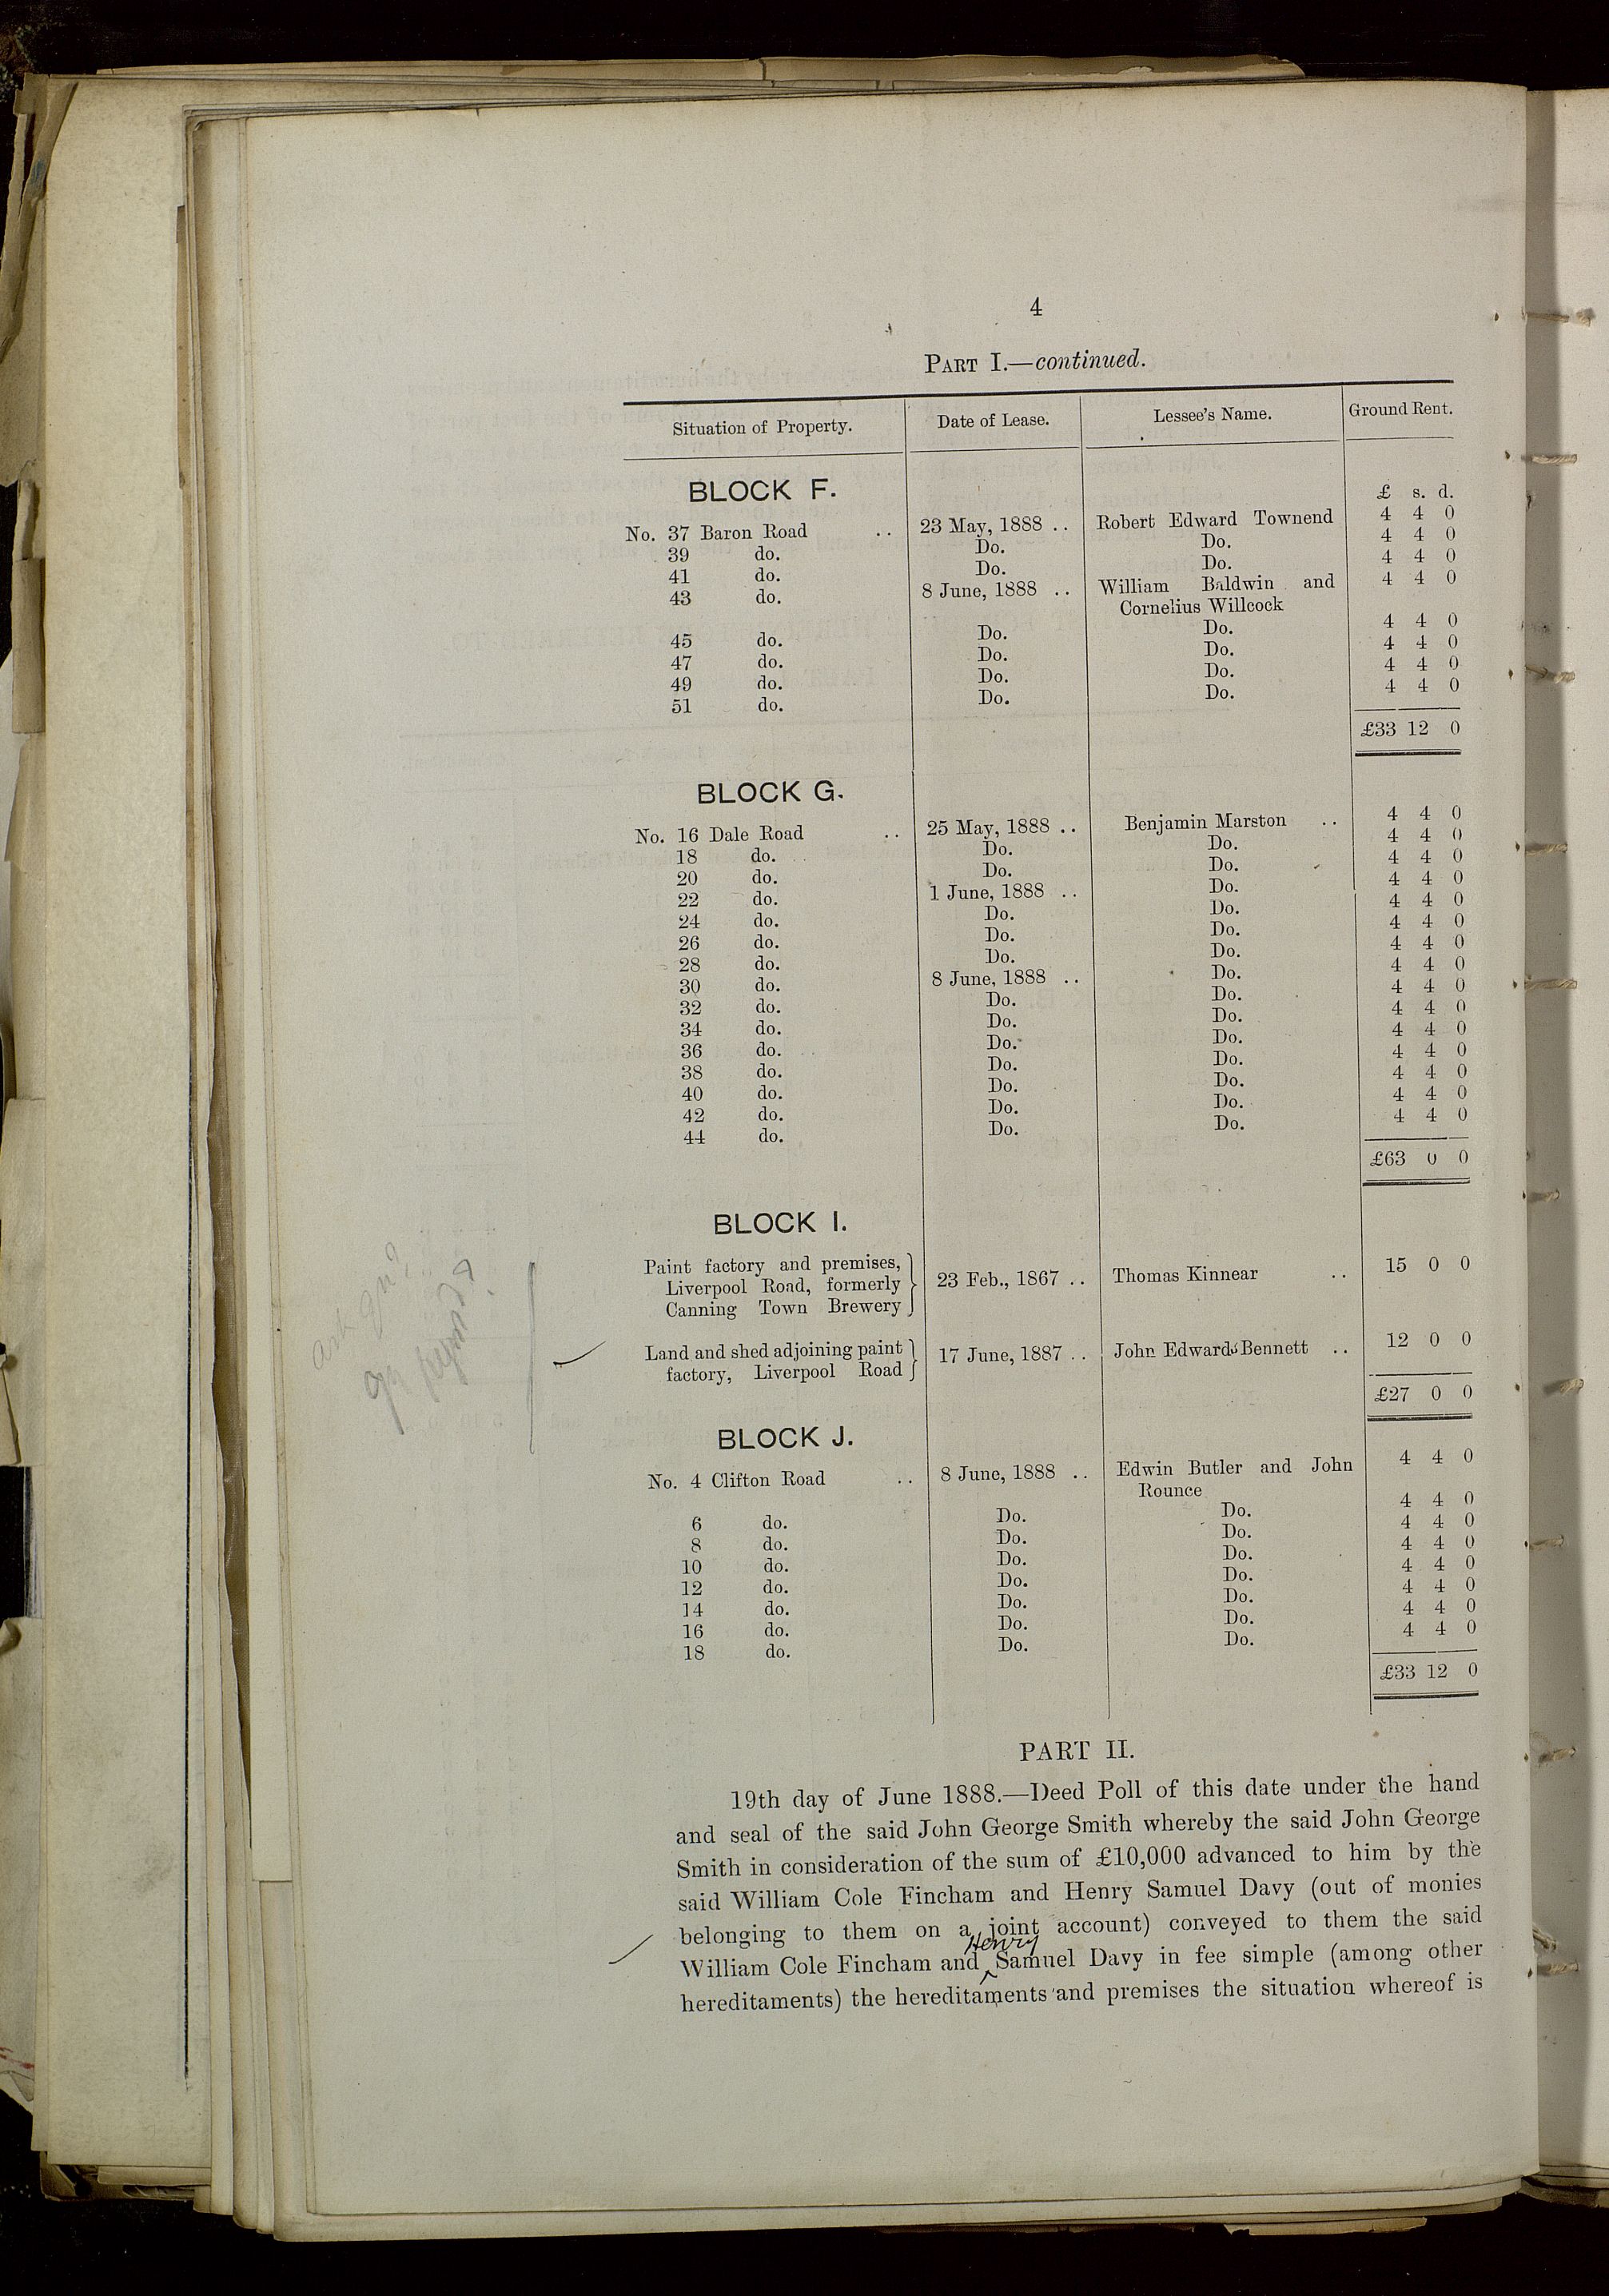 4
PART I.—continued.
Situation of Property. Date of Lease. Lessee's Name. Ground Rent.
BLOCK F. £ s. d.
No. 37 Baron Road .. 23 May, 1888 .. Robert Edward Townend 4 4 0
39 do. Do. Do. 4 4 0
41 do. Do. Do. 4 4 0
43 do. 8 June, 1888 .. William Baldwin and 4 4 0
Cornelius Willcock
45 do. Do. Do. 4 4 0
47 do. Do. Do. 4 4 0
49 do. Do. Do. 4 4 0
51 do. Do. Do. 4 4 0
£33 12 0
BLOCK G.
No. 16 Dale Road .. 25 May, 1888 .. Benjamin Marston .. 4 4 0
18 do. Do. Do. 4 4 0
20 do. Do. Do. 4 4 0
22 do. 1 June, 1888 .. Do. 4 4 0
24 do. Do. Do. 4 4 0
26 do. Do. Do. 4 4 0
28 do. Do. Do. 4 4 0
30 do. 8 June, 1888 .. Do. 4 4 0
32 do. Do. Do. 4 4 0
34 do. Do. Do. 4 4 0
36 do. Do. Do. 4 4 0
38 do. Do. Do. 4 4 0
40 do. Do. Do. 4 4 0
42 do. Do. Do. 4 4 0
44 do. Do. Do. 4 4 0
£63 0 0
BLOCK I.
Paint factory and premises,
Liverpool Road, formerly 23 Feb., 1867 .. Thomas Kinnear .. 15 0 0
Canning Town Brewery
Land and shed adjoining paint 17 June, 1887 .. John Edwards Bennett .. 12 0 0
factory, Liverpool Road
£27 0 0
BLOCK J.
No. 4 Clifton Road .. 8 June, 1888 .. Edwin Butler and John 4 4 0
Rounce
6 do. Do. Do. 4 4 0
8 do. Do. Do. 4 4 0
10 do. Do. Do. 4 4 0
12 do. Do. Do. 4 4 0
14 do. Do. Do. 4 4 0
16 do. Do. Do. 4 4 0
18 do. Do. Do. 4 4 0
£33 12 0
PART II.
19th day of June 1888.—Deed Poll of this date under the hand
and seal of the said John George Smith whereby the said John George
Smith in consideration of the sum of £10,000 advanced to him by the
said William Cole Fincham and Henry Samuel Davy (out of monies
belonging to them on a joint account) conveyed to them the said
Henry
William Cole Fincham and ‸ Samuel Davy in fee simple (among other
hereditaments) the hereditaments and premises the situation whereof is